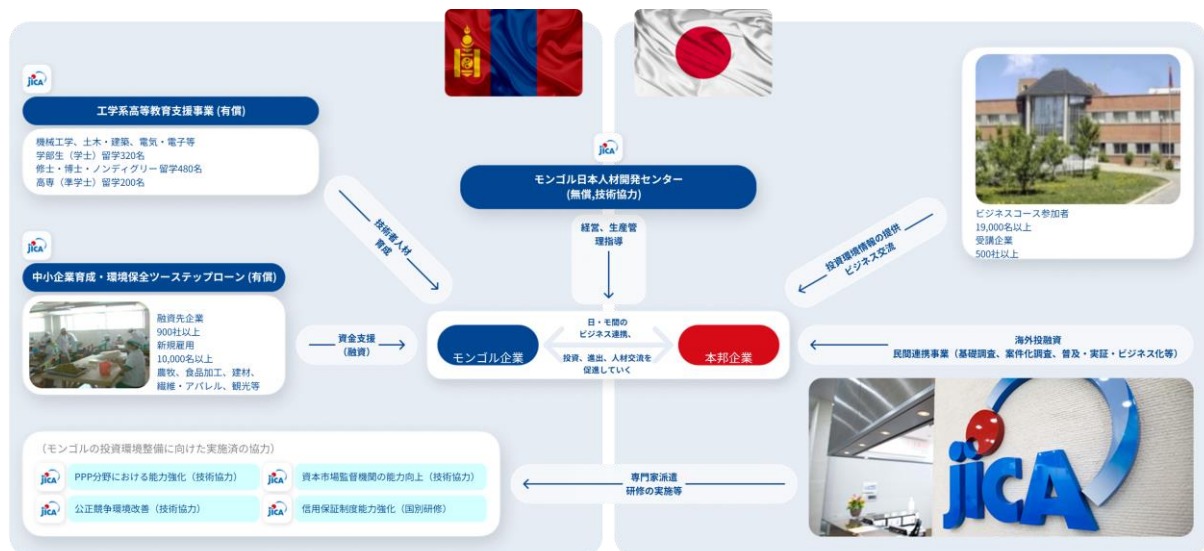 JICA
工学系高等教育支援事業 (有償)
機械工学、土木・建築、電気・電子等
学部生（学士）留学320名
修士・博士・ノンディグリー 留学480名
高専（準学士）留学200名
技術者人材
育成
JICA
中小企業育成・環境保全ツーステップローン (有償)
融資先企業
900社以上
新規雇用
10,000名以上
農牧、食品加工、建材、
繊維・アパレル、観光等
資金支援
（融資）
JICA
モンゴル日本人材開発センター
(無償,技術協力)
経営、生産管
理指導
ビジネスコース参加者
19,000名以上
受講企業
500社以上
投資環境情報の提供
ビジネス交流
モンゴル企業
日・モ間の
ビジネス連携、
投資、進出、人材交流を
促進していく
本邦企業
海外投融資
民間連携事業（基礎調査、案件化調査、普及・実証・ビジネス化等）
（モンゴルの投資環境整備に向けた実施済の協力）
JICA
PPP分野における能力強化（技術協力）
JICA
資本市場監督機関の能力向上（技術協力）
JICA
公正競争環境改善（技術協力）
JICA
信用保証制度能力強化（国別研修）
専門家派遣
研修の実施等
JICA